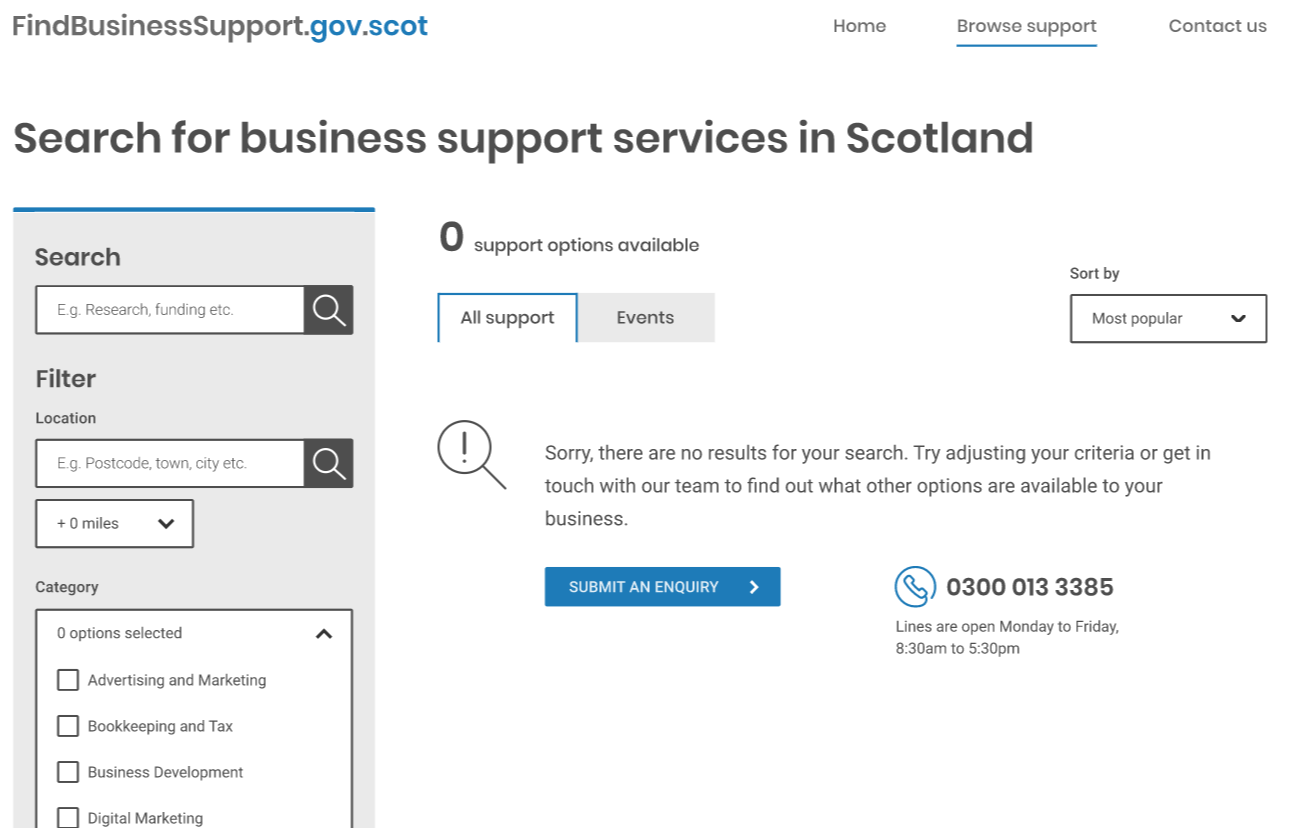 FindBusinessSupport.gov.scot
Home
Browse support
Contact us
Search for business support services in Scotland
Search
E.g. Research, funding etc.
Filter
Location
E.g. Postcode, town, city etc.
+ 0 miles
Category
0 options selected
Advertising and Marketing
Bookkeeping and Tax
Business Development
Digital Marketing
0 support options available
All support
Events
Sort by
Most popular
Sorry, there are no results for your search. Try adjusting your criteria or get in
touch with our team to find out what other options are available to your
business.
SUBMIT AN ENQUIRY
0300 013 3385
Lines are open Monday to Friday,
8:30am to 5:30pm